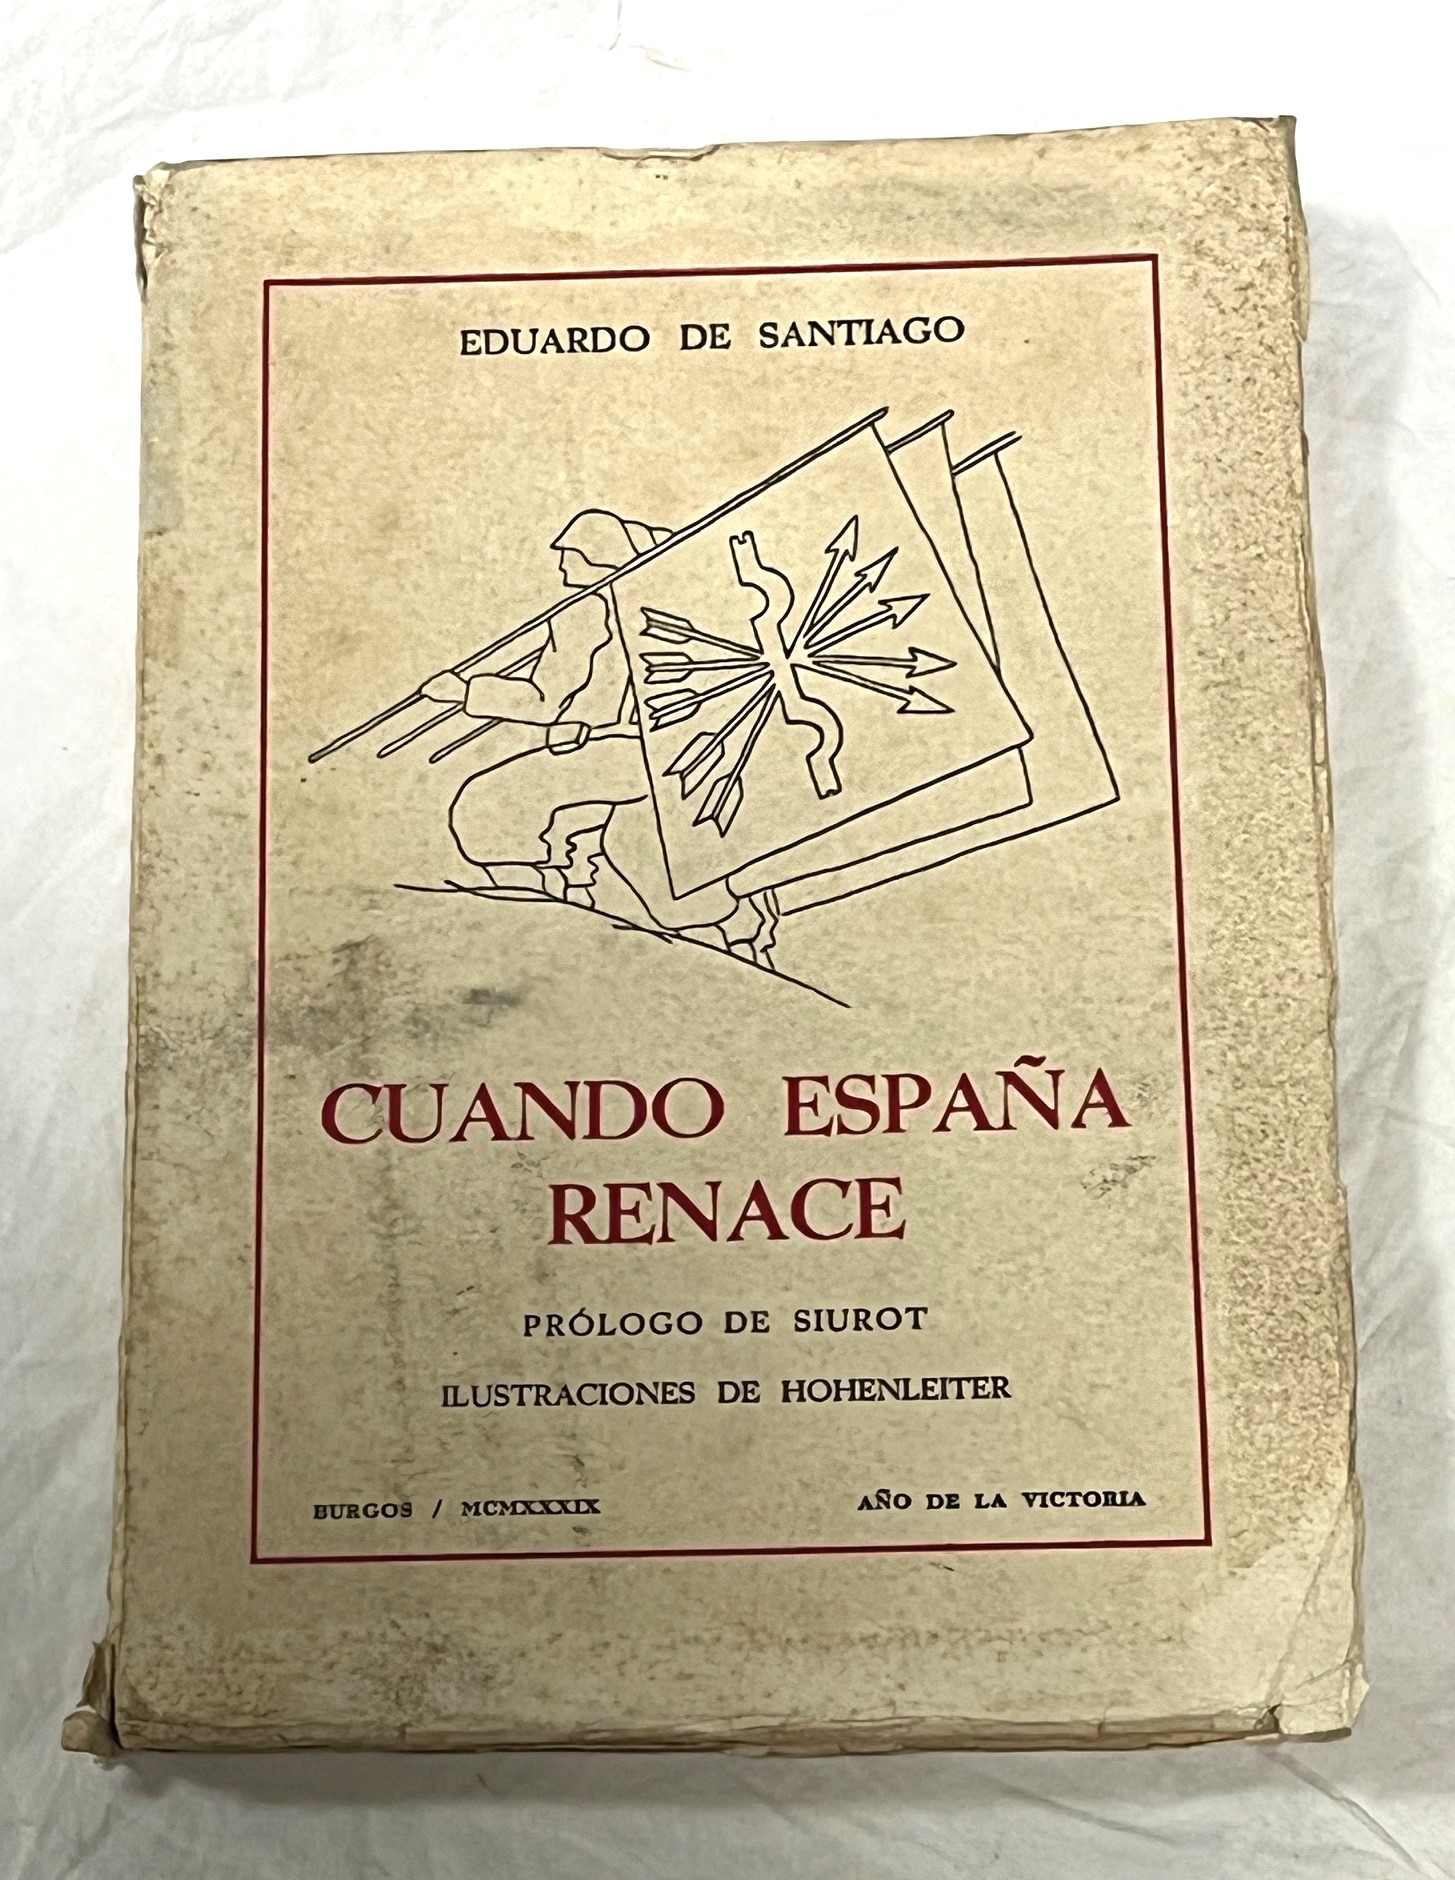 EDUARDO DE SANTIAGO
CUANDO ESPAÑA
RENACE
PRÓLOGO DE SIUROT
ILUSTRACIONES DE HOHENLEITER
BURGOS / MCMXXXIX AÑO DE LA VICTORIA